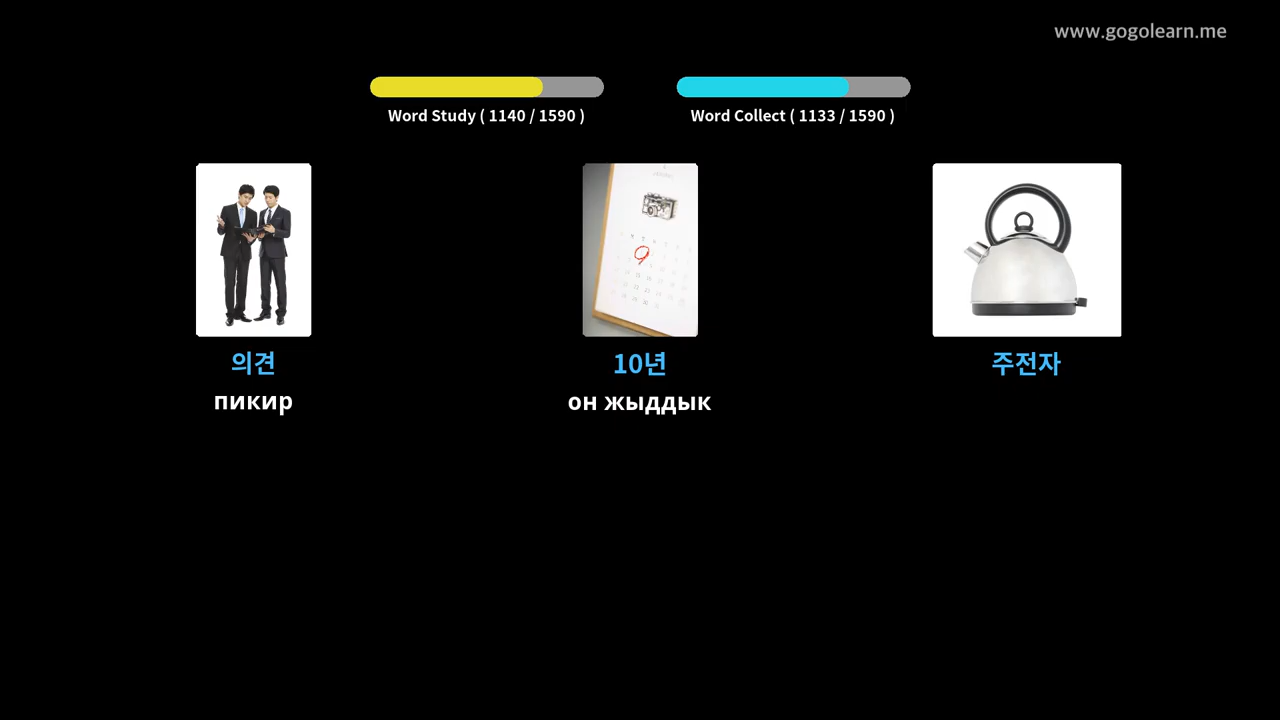 www.gogolearn.me
Word Study ( 1140 / 1590 )
Word Collect ( 1133 / 1590 )
의견
пикир
10년
он жыддык
주전자